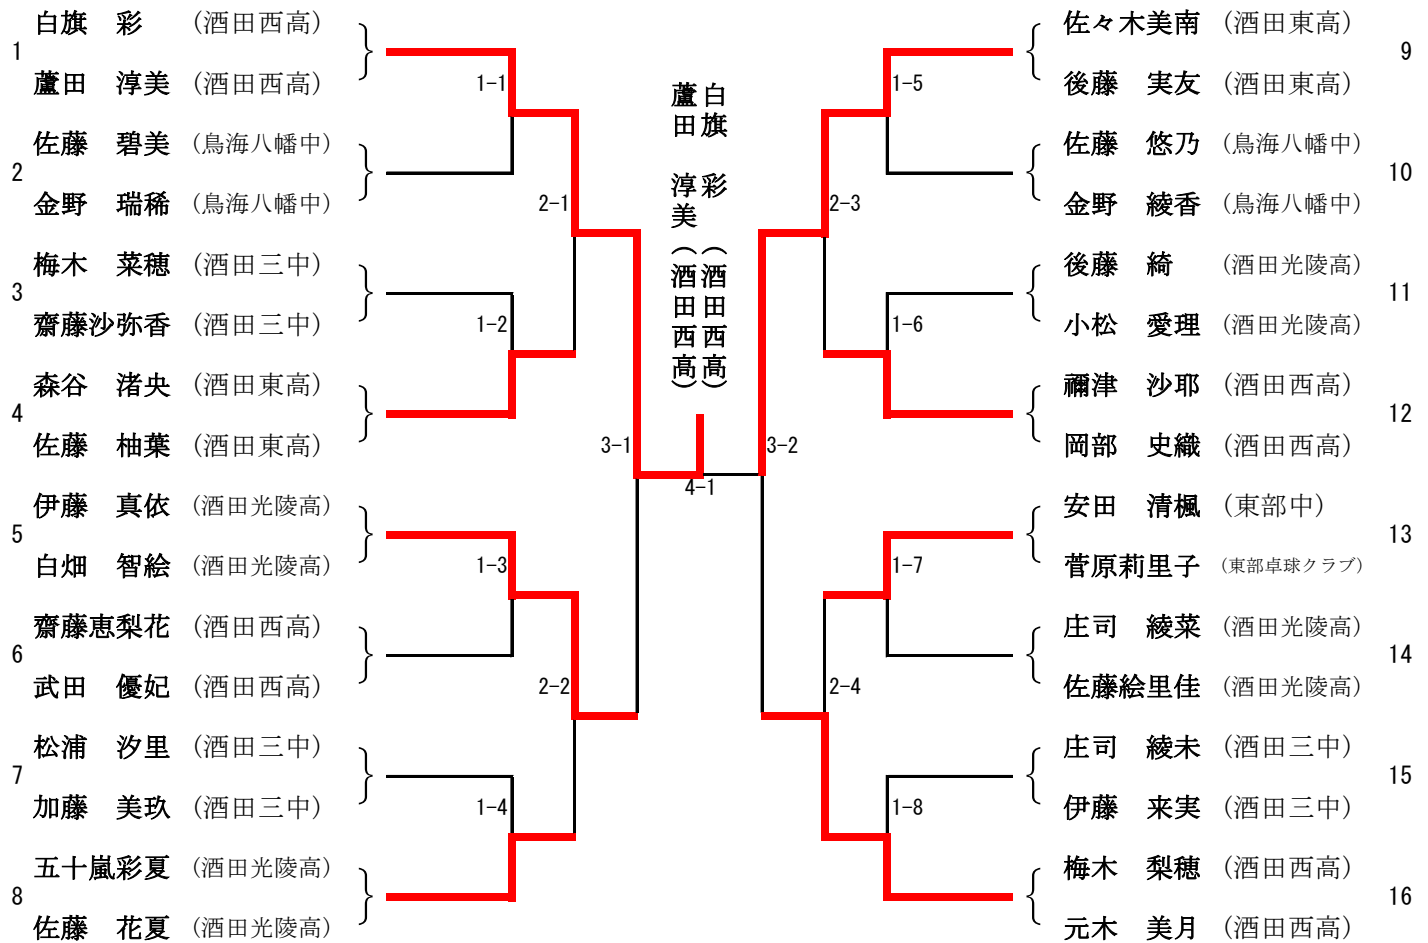 1
白旗　彩 (酒田西高)
蘆田　淳美 (酒田西高)
2
佐藤　碧美 (鳥海八幡中)
金野　瑞稀 (鳥海八幡中)
3
梅木　菜穂 (酒田三中)
齋藤沙弥香 (酒田三中)
4
森谷　渚央 (酒田東高)
佐藤　柚葉 (酒田東高)
5
伊藤　真依 (酒田光陵高)
白畑　智絵 (酒田光陵高)
6
齋藤恵梨花 (酒田西高)
武田　優妃 (酒田西高)
7
松浦　汐里 (酒田三中)
加藤　美玖 (酒田三中)
8
五十嵐彩夏 (酒田光陵高)
佐藤　花夏 (酒田光陵高)
1-1
1-2
1-3
1-4
2-1
2-2
3-1
白旗　彩　(酒田西高)
蘆田　淳美 (酒田西高)
4-1
3-2
2-3
2-4
1-5
1-6
1-7
1-8
佐々木美南 (酒田東高)
後藤　実友 (酒田東高)
9
佐藤　悠乃 (鳥海八幡中)
金野　綾香 (鳥海八幡中)
10
後藤　綺 (酒田光陵高)
小松　愛理 (酒田光陵高)
11
禰津　沙耶 (酒田西高)
岡部　史織 (酒田西高)
12
安田　清楓 (東部中)
菅原莉里子 (東部卓球クラブ)
13
庄司　綾菜 (酒田光陵高)
佐藤絵里佳 (酒田光陵高)
14
庄司　綾未 (酒田三中)
伊藤　来実 (酒田三中)
15
梅木　梨穂 (酒田西高)
元木　美月 (酒田西高)
16